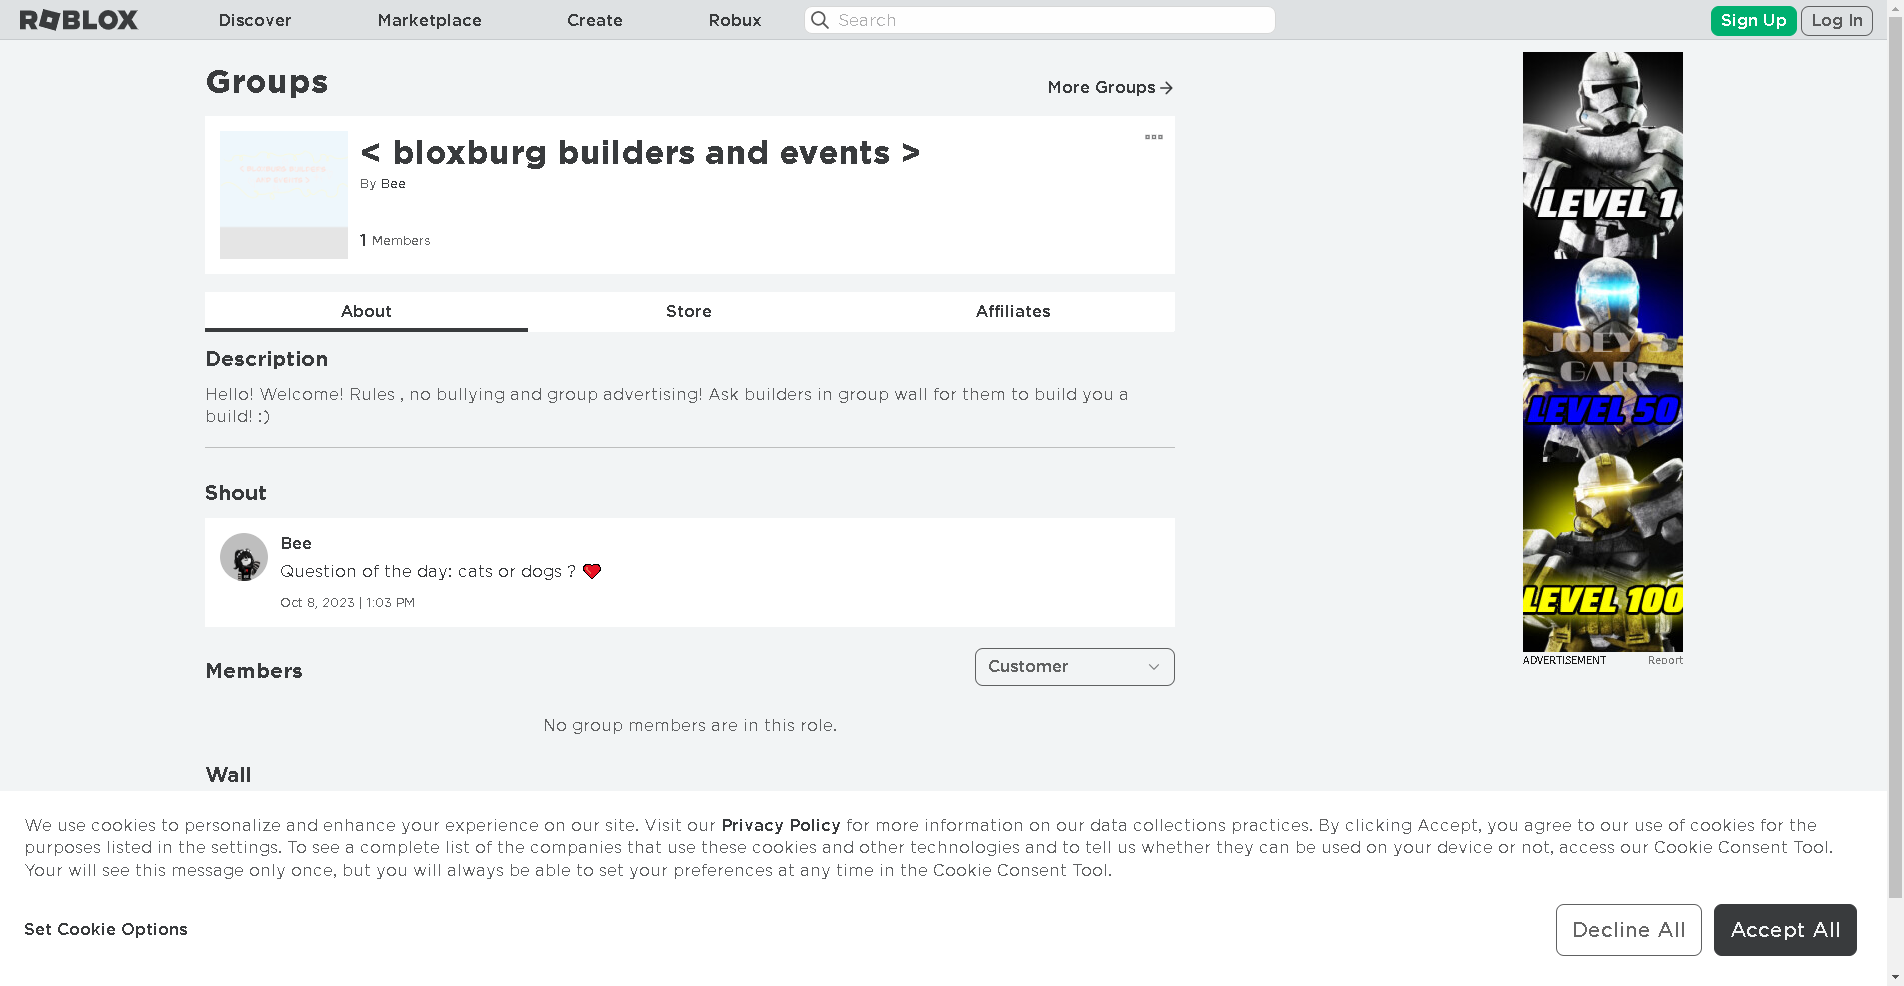 ROBLOX
Discover
Marketplace
Create
Robux
Search
Sign Up
Log In
Groups
More Groups
< bloxburg builders and events >
By Bee
1 Members
About
Store
Affiliates
Description
Hello! Welcome! Rules , no bullying and group advertising! Ask builders in group wall for them to build you a
build! :)
Shout
Bee
Question of the day: cats or dogs ? ❤️
Oct 8, 2023 | 1:03 PM
Members
Customer
No group members are in this role.
Wall
LEVEL 1
JOEY'S
GAR
LEVEL 50
LEVEL 100
ADVERTISEMENT
Report
We use cookies to personalize and enhance your experience on our site. Visit our Privacy Policy for more information on our data collections practices. By clicking Accept, you agree to our use of cookies for the
purposes listed in the settings. To see a complete list of the companies that use these cookies and other technologies and to tell us whether they can be used on your device or not, access our Cookie Consent Tool.
Your will see this message only once, but you will always be able to set your preferences at any time in the Cookie Consent Tool.
Set Cookie Options
Decline All
Accept All